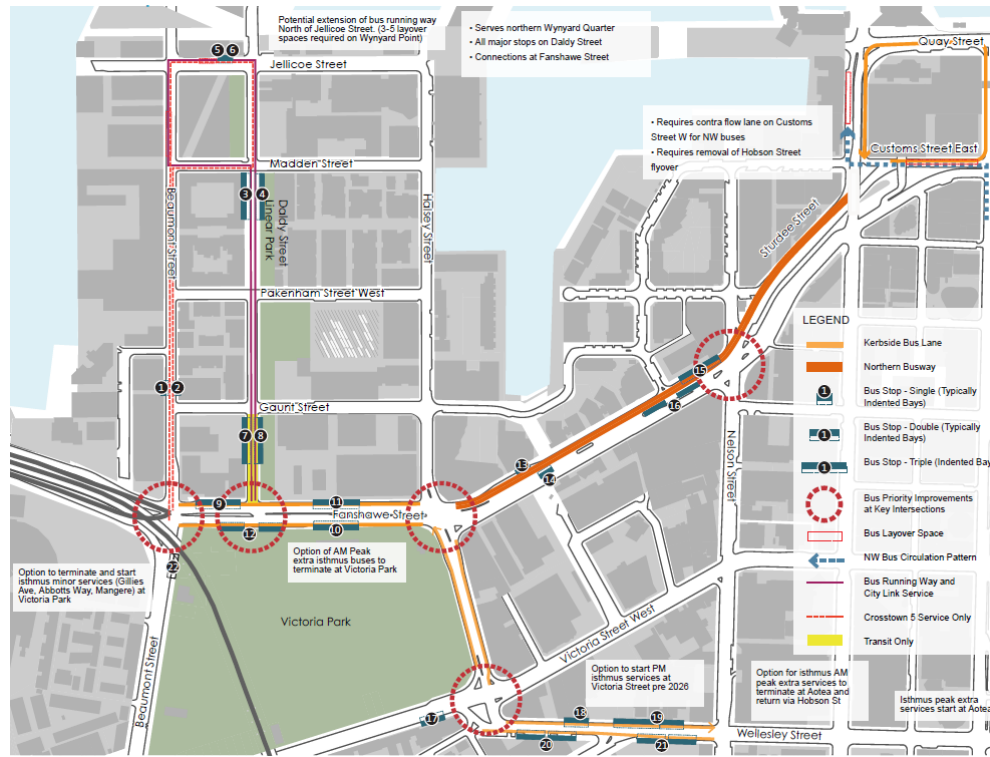 Potential extension of bus running way
North of Jellicoe Street. (3-5 layover
spaces required on Wynyard Point)
• Serves northern Wynyard Quarter
• All major stops on Daldy Street
• Connections at Fanshawe Street
Quay Street
5 6
Jellicoe Street
• Requires contra flow lane on Customs
Street W for NW buses
• Requires removal of Hobson Street
flyover
Customs Street East
Madden Street
3 4
Beaumont Street
Daldy Street
Linear Park
Halsey Street
Sturdee Street
Pakenham Street West
LEGEND
Kerbside Bus Lane
Northern Busway
1
Bus Stop - Single (Typically
Indented Bays)
1
Bus Stop - Double (Typically
Indented Bays)
1
Bus Stop - Triple (Indented Bay
Bus Priority Improvements
at Key Intersections
Bus Layover Space
NW Bus Circulation Pattern
Bus Running Way and
City Link Service
Crosstown 5 Service Only
Transit Only
15
1 2
16
Gaunt Street
7 8
Nelson Street
13
14
9
11
Fanshawe Street
12
10
Option of AM Peak
extra isthmus buses to
terminate at Victoria Park
22
Option to terminate and start
isthmus minor services (Gillies
Ave, Abbotts Way, Mangere) at
Victoria Park
Victoria Park
Victoria Street West
Beaumont Street
Option to start PM
isthmus services at
Victoria Street pre 2026
Option for isthmus AM
peak extra services to
terminate at Aotea and
return via Hobson St
Isthmus peak extra
services start at Aotea
17
18
19
20
21
Wellesley Street